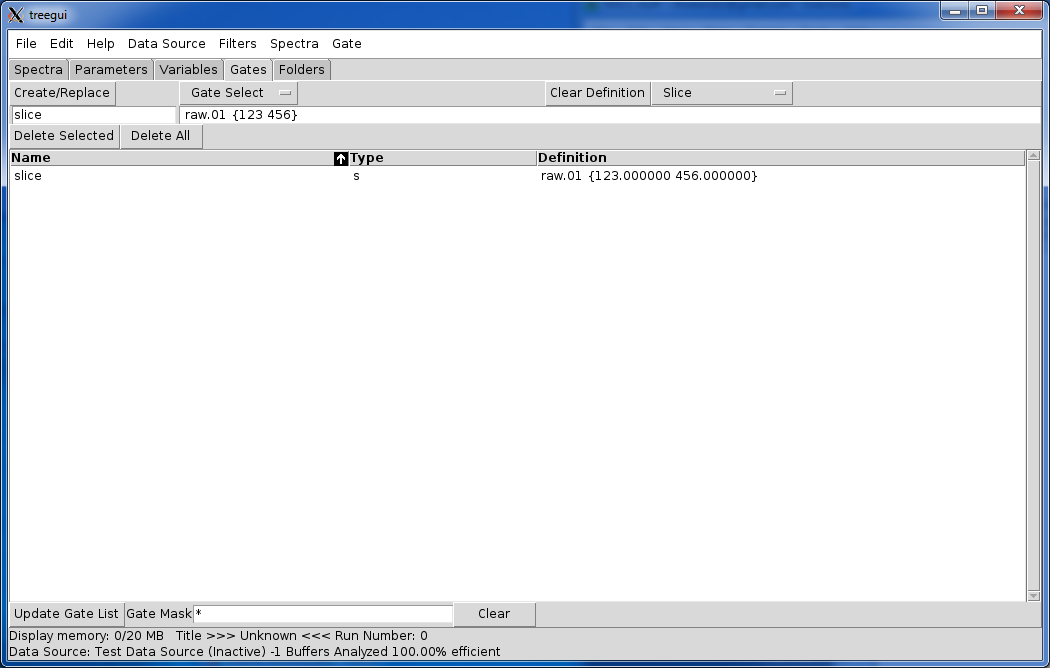 treegui
File Edit Help Data Source Filters Spectra Gate
Spectra Parameters Variables Gates Folders
Create/Replace Gate Select Clear Definition Slice
slice raw.01 {123 456}
Delete Selected Delete All
Name Type Definition
slice s raw.01 {123.000000 456.000000}
Update Gate List Gate Mask * Clear
Display memory: 0/20 MB Title >>> Unknown <<< Run Number: 0
Data Source: Test Data Source (Inactive) -1 Buffers Analyzed 100.00% efficient